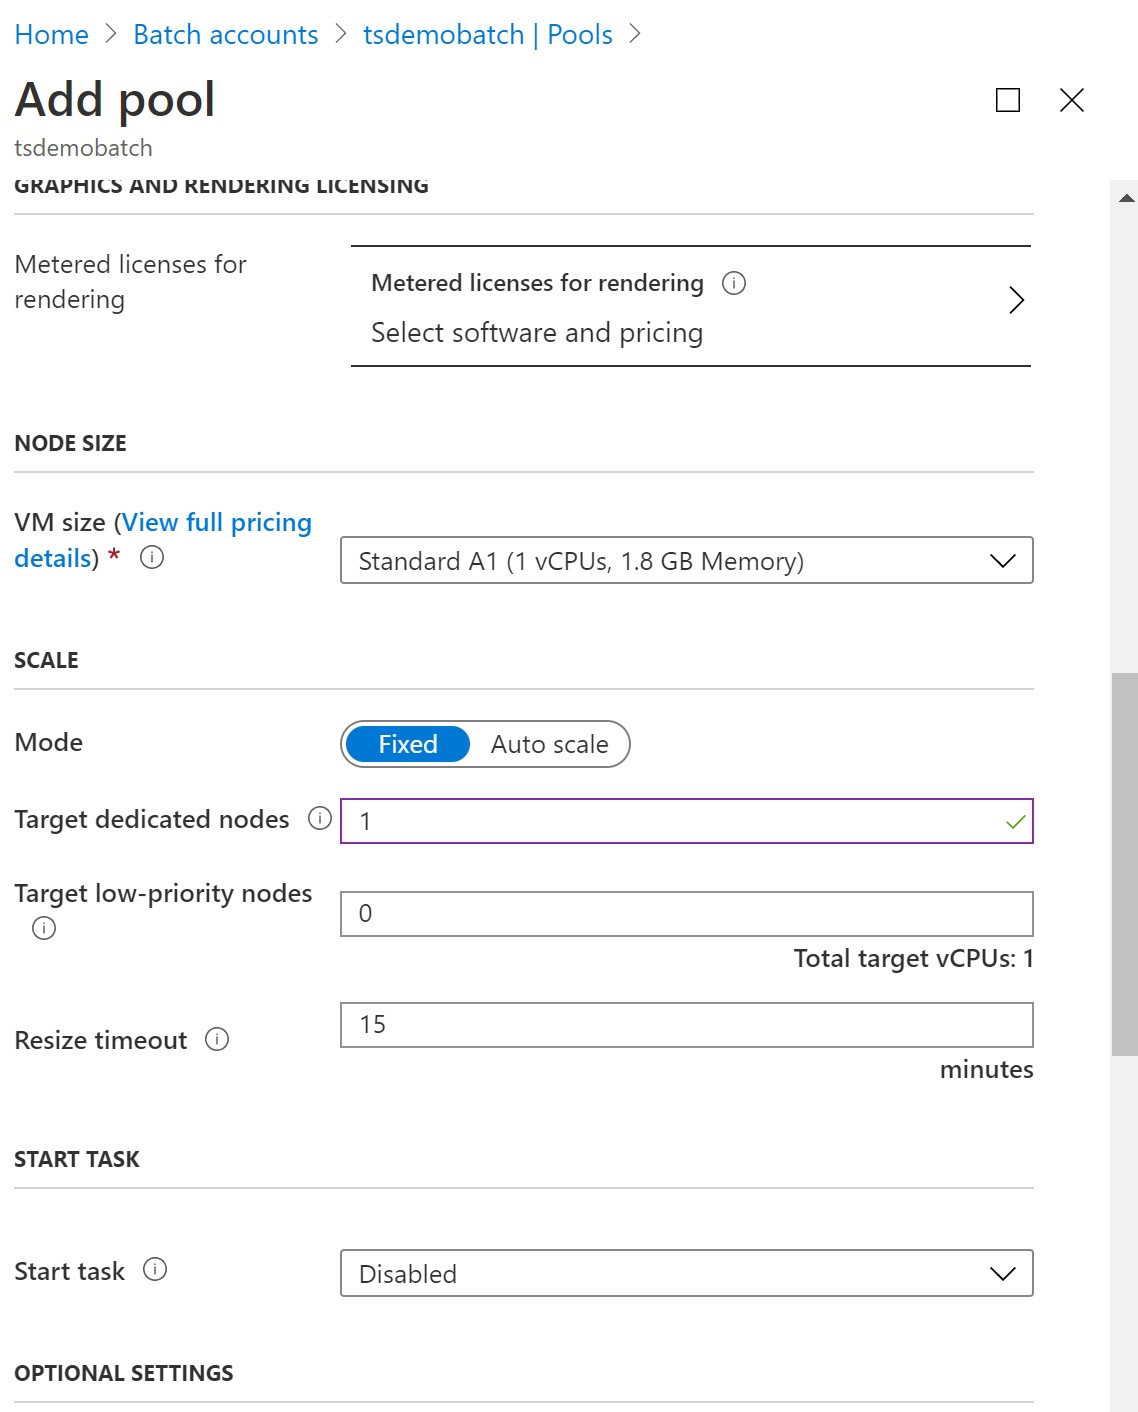 Home > Batch accounts > tsdemobatch | Pools >
Add pool
tsdemobatch
GRAPHICS AND RENDERING LICENSING
Metered licenses for
rendering
Metered licenses for rendering
Select software and pricing
NODE SIZE
VM size (View full pricing
details) *
Standard A1 (1 vCPUs, 1.8 GB Memory)
SCALE
Mode
Fixed Auto scale
Target dedicated nodes
1
Target low-priority nodes
0
Total target vCPUs: 1
Resize timeout
15
minutes
START TASK
Start task
Disabled
OPTIONAL SETTINGS